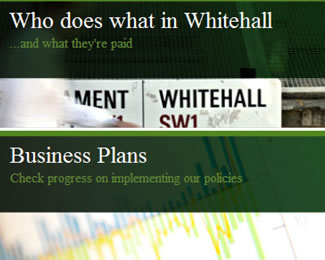 Who does what in Whitehall
...and what they're paid
AMENT WHITEHALL
SW1
Business Plans
Check progress on implementing our policies